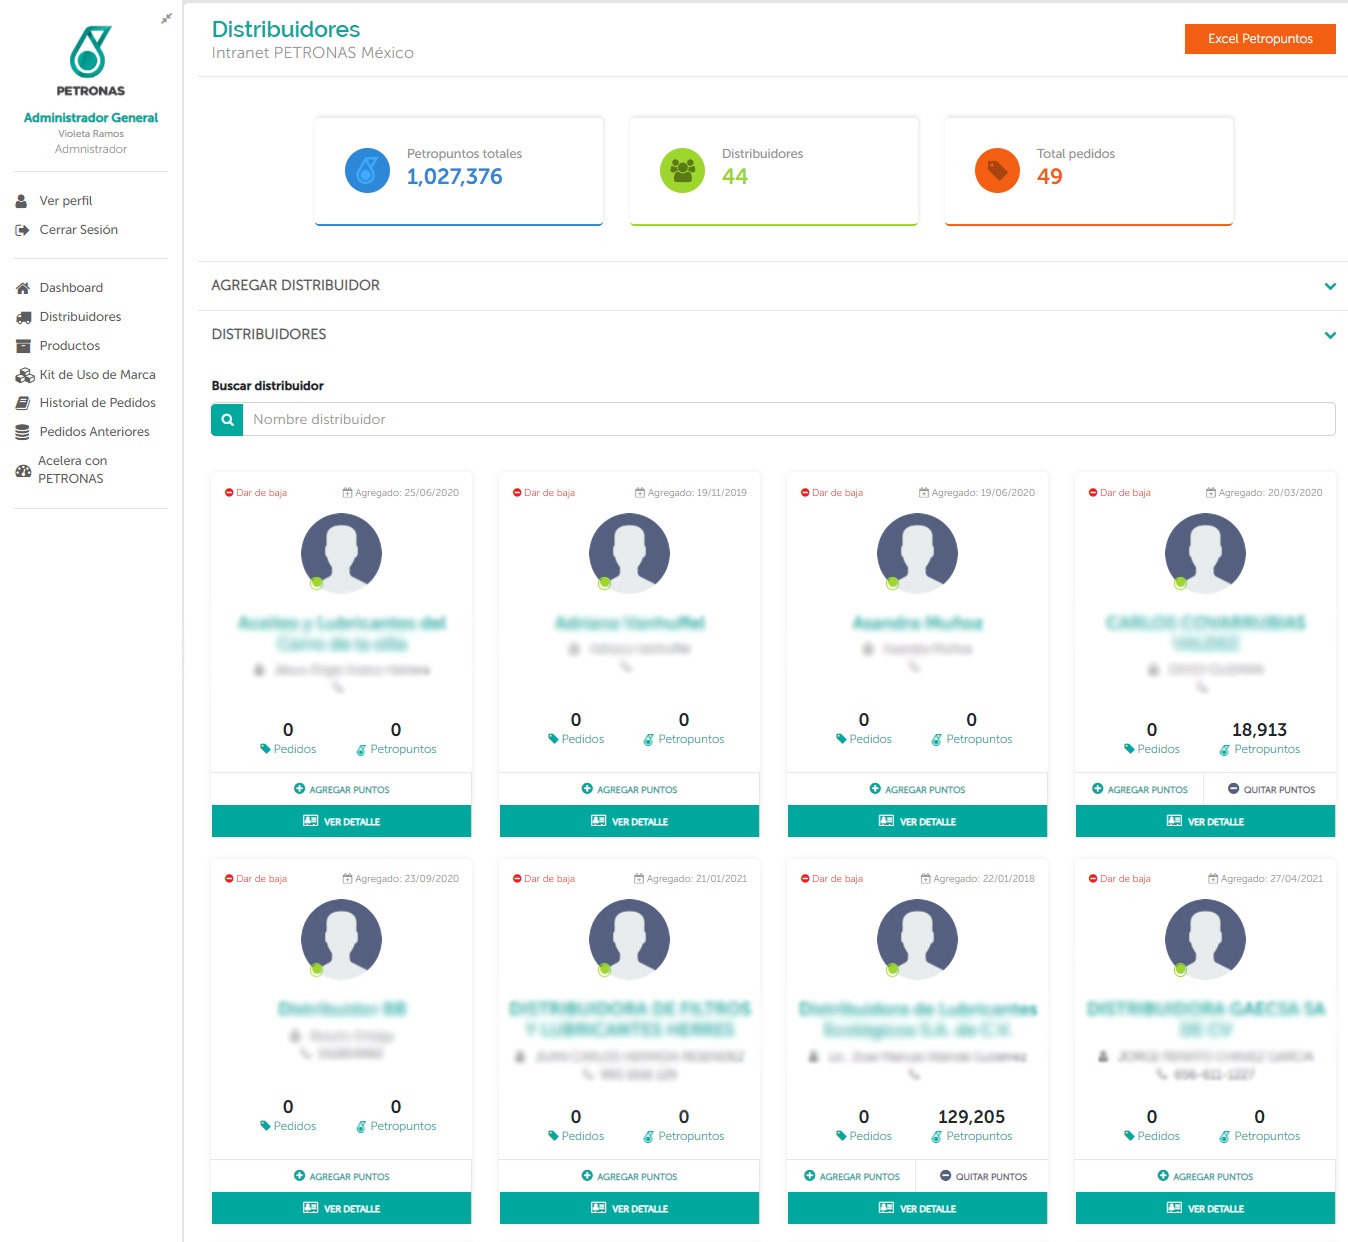 PETRONAS
Administrador General
Violeta Ramos
Admnistrador
Ver perfil
Cerrar Sesión
Dashboard
Distribuidores
Productos
Kit de Uso de Marca
Historial de Pedidos
Pedidos Anteriores
Acelera con
PETRONAS
Distribuidores
Intranet PETRONAS México
Excel Petropuntos
Petropuntos totales
1,027,376
Distribuidores
44
Total pedidos
49
AGREGAR DISTRIBUIDOR
DISTRIBUIDORES
Buscar distribuidor
Nombre distribuidor
Dar de baja Agregado: 25/06/2020
0 0
Pedidos Petropuntos
AGREGAR PUNTOS
VER DETALLE
Dar de baja Agregado: 19/11/2019
0 0
Pedidos Petropuntos
AGREGAR PUNTOS
VER DETALLE
Dar de baja Agregado: 19/06/2020
0 0
Pedidos Petropuntos
AGREGAR PUNTOS
VER DETALLE
Dar de baja Agregado: 20/03/2020
0 18,913
Pedidos Petropuntos
AGREGAR PUNTOS QUITAR PUNTOS
VER DETALLE
Dar de baja Agregado: 23/09/2020
0 0
Pedidos Petropuntos
AGREGAR PUNTOS
VER DETALLE
Dar de baja Agregado: 21/01/2021
0 0
Pedidos Petropuntos
AGREGAR PUNTOS
VER DETALLE
Dar de baja Agregado: 22/01/2018
0 129,205
Pedidos Petropuntos
AGREGAR PUNTOS QUITAR PUNTOS
VER DETALLE
Dar de baja Agregado: 27/04/2021
0 0
Pedidos Petropuntos
AGREGAR PUNTOS
VER DETALLE